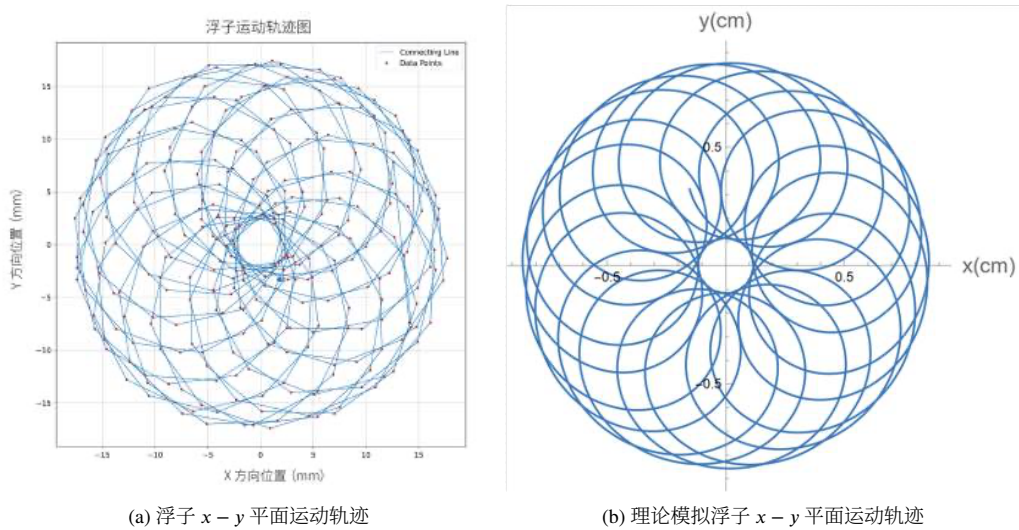 浮子运动轨迹图
Connecting Line
Data Points
15
10
5
0
−5
−10
−15
Y 方向位置 (mm)
−15
−10
−5
0
5
10
15
X 方向位置 (mm)
(a) 浮子 x − y 平面运动轨迹
y(cm)
0.5
−0.5
0.5
x(cm)
−0.5
(b) 理论模拟浮子 x − y 平面运动轨迹